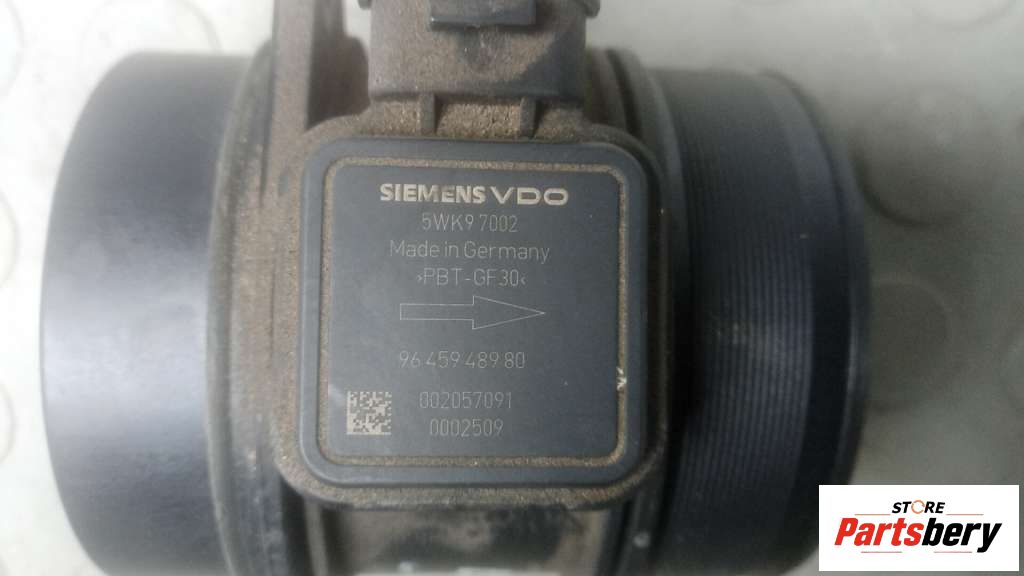 SIEMENS VDO
5WK9 7002
Made in Germany
›PBT-GF30‹
96 459 489 80
002057091
0002509
STORE
Partsbery